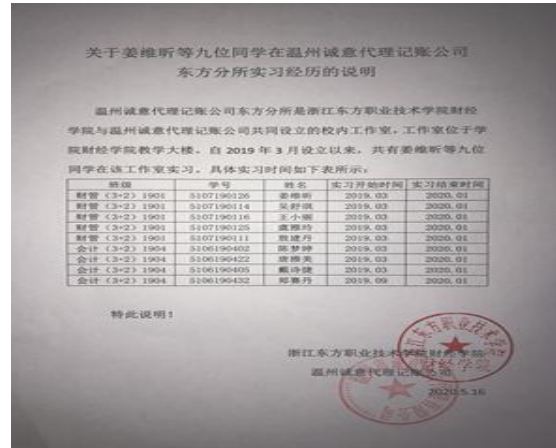 关于姜维昕等九位同学在温州诚意代理记账公司
东方分所实习经历的说明
温州诚意代理记账公司东方分所是浙江东方职业技术学院财经
学院与温州诚意代理记账公司共同设立的校内工作室,工作室位于学
院财经学院教学大楼。自 2019 年 3 月设立以来,共有姜维昕等九位
同学在该工作室实习。具体实习时间如下表所示:
班级 学号 姓名 实习开始时间 实习结束时间
财管(3+2)1901 5107190126 姜维昕 2019.03 2020.01
财管(3+2)1901 5107190114 吴舒淇 2019.03 2020.01
财管(3+2)1901 5107190116 王小丽 2019.03 2020.01
财管(3+2)1901 5107190125 虞雅玲 2019.03 2020.01
财管(3+2)1901 5107190111 殷建丹 2019.03 2020.01
会计(3+2)1904 5106190402 陈梦婷 2019.03 2020.01
会计(3+2)1904 5106190422 唐雅美 2019.03 2020.01
会计(3+2)1904 5106190405 戴诗婕 2019.03 2020.01
会计(3+2)1904 5106190432 郑赛丹 2019.09 2020.01
特此说明!
浙江东方职业技术学院财经学院
温州诚意代理记账公司
2020.5.16